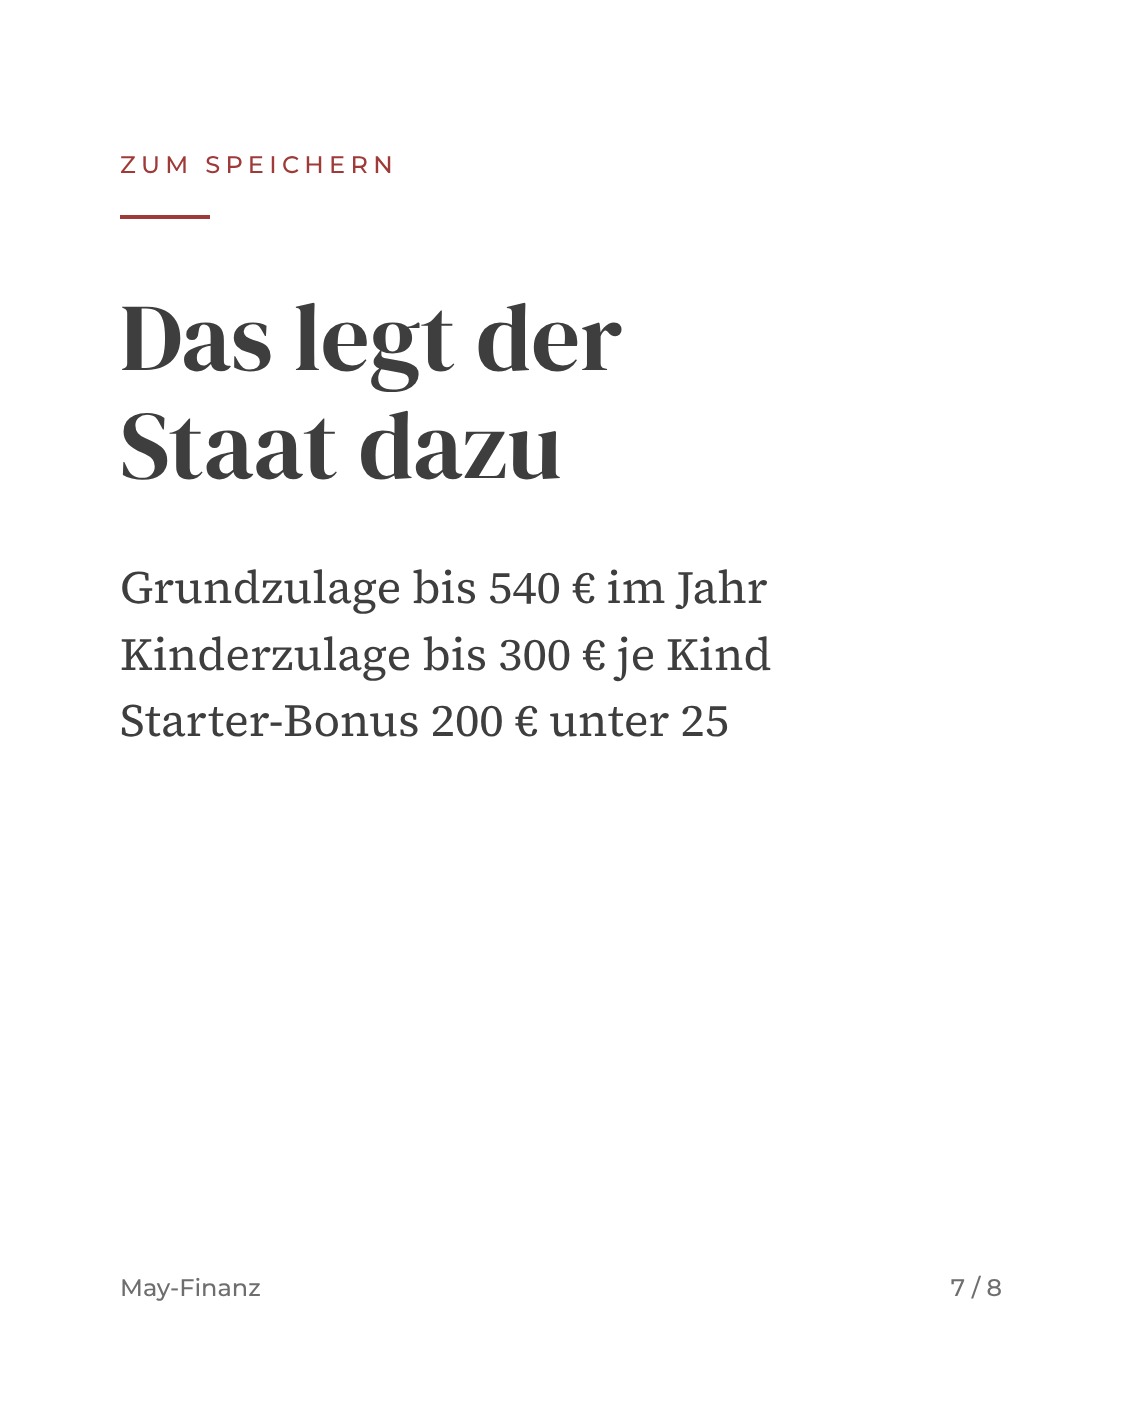 ZUM SPEICHERN
Das legt der
Staat dazu
Grundzulage bis 540 € im Jahr
Kinderzulage bis 300 € je Kind
Starter-Bonus 200 € unter 25
May-Finanz
7 / 8